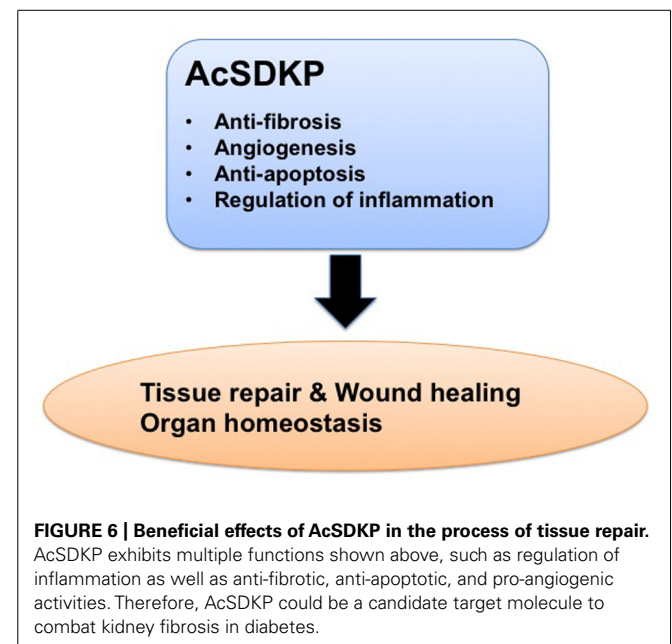 AcSDKP
• Anti-fibrosis
• Angiogenesis
• Anti-apoptosis
• Regulation of inflammation
Tissue repair & Wound healing
Organ homeostasis
FIGURE 6 | Beneficial effects of AcSDKP in the process of tissue repair.
AcSDKP exhibits multiple functions shown above, such as regulation of
inflammation as well as anti-fibrotic, anti-apoptotic, and pro-angiogenic
activities. Therefore, AcSDKP could be a candidate target molecule to
combat kidney fibrosis in diabetes.